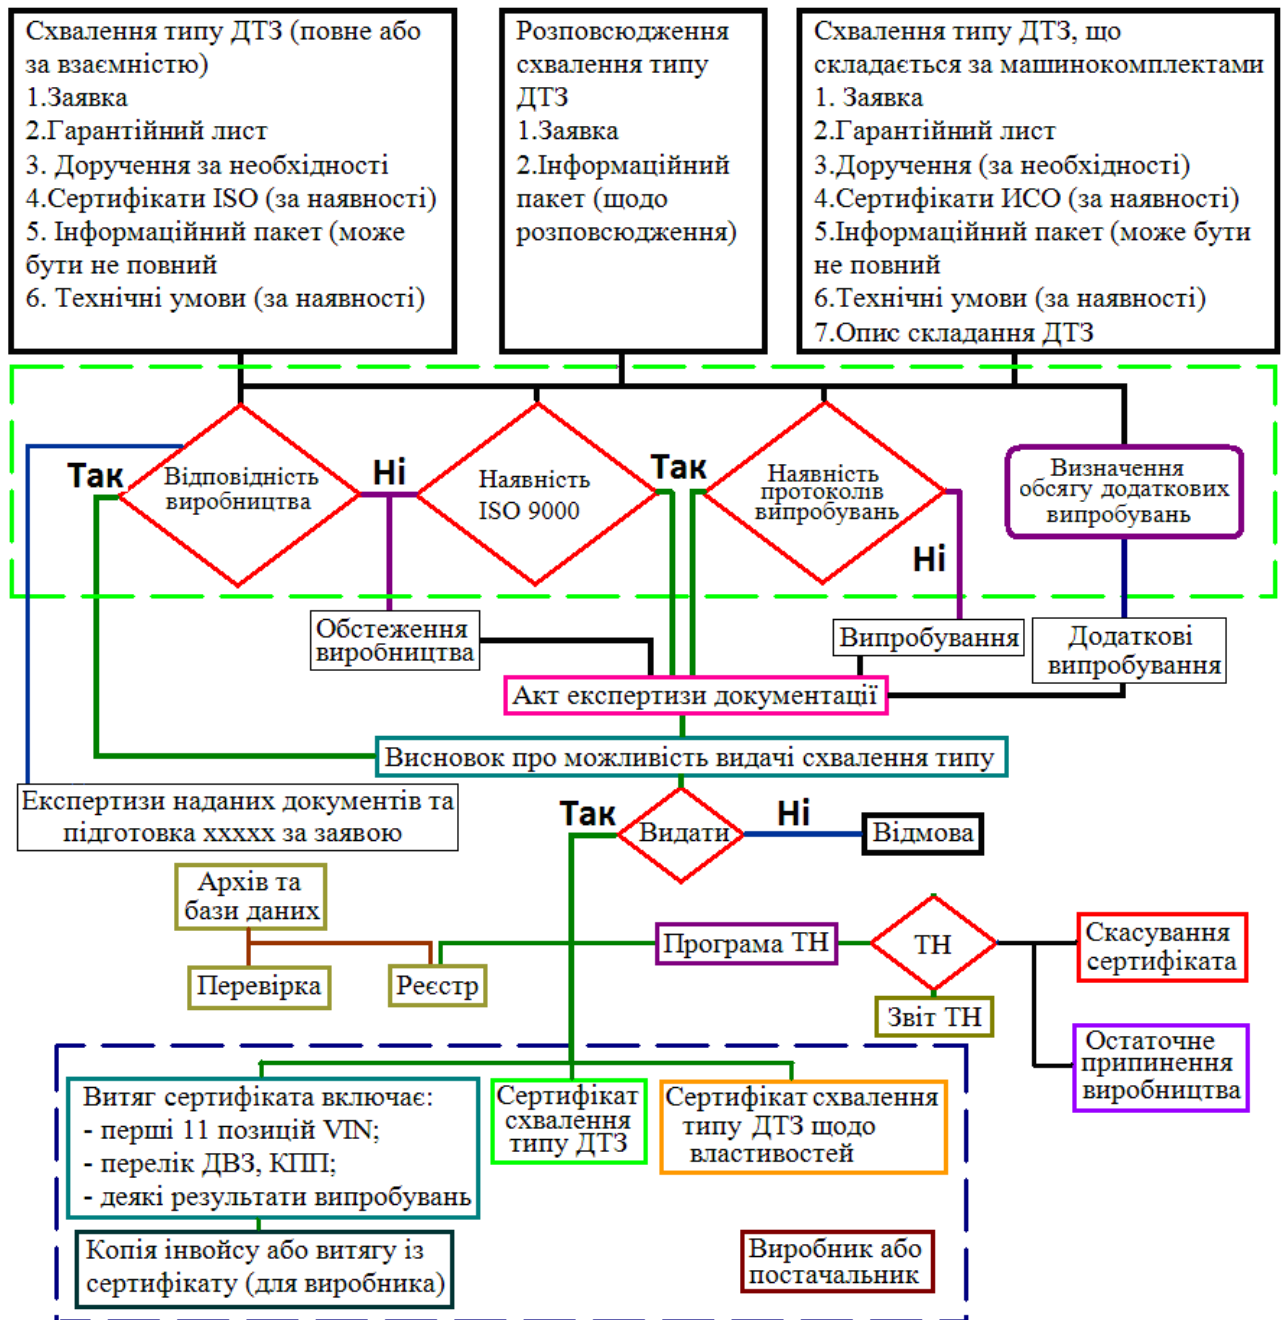 Схвалення типу ДТЗ (повне або
за взаємністю)
1.Заявка
2.Гарантійний лист
3. Доручення за необхідності
4.Сертифікати ISO (за наявності)
5. Інформаційний пакет (може
бути не повний
6. Технічні умови (за наявності)
Розповсюдження
схвалення типу
ДТЗ
1.Заявка
2.Інформаційний
пакет (щодо
розповсюдження)
Схвалення типу ДТЗ, що
складається за машинокомплектами
1. Заявка
2.Гарантійний лист
3.Доручення (за необхідності)
4.Сертифікати ИСО (за наявності)
5.Інформаційний пакет (може бути
не повний
6.Технічні умови (за наявності)
7.Опис складання ДТЗ
Так
Відповідність
виробництва
Ні
Наявність
ISO 9000
Так
Наявність
протоколів
випробувань
Ні
Визначення
обсягу додаткових
випробувань
Обстеження
виробництва
Випробування
Додаткові
випробування
Акт експертизи документації
Висновок про можливість видачі схвалення типу
Експертизи наданих документів та
підготовка ххххх за заявою
Так
Видати
Ні
Відмова
Архів та
бази даних
Перевірка
Реєстр
Програма ТН
ТН
Звіт ТН
Скасування
сертифіката
Остаточне
припинення
виробництва
Витяг сертифіката включає:
- перші 11 позицій VIN;
- перелік ДВЗ, КПП;
- деякі результати випробувань
Сертифікат
схвалення
типу ДТЗ
Сертифікат схвалення
типу ДТЗ щодо
властивостей
Копія інвойсу або витягу із
сертифікату (для виробника)
Виробник або
постачальник